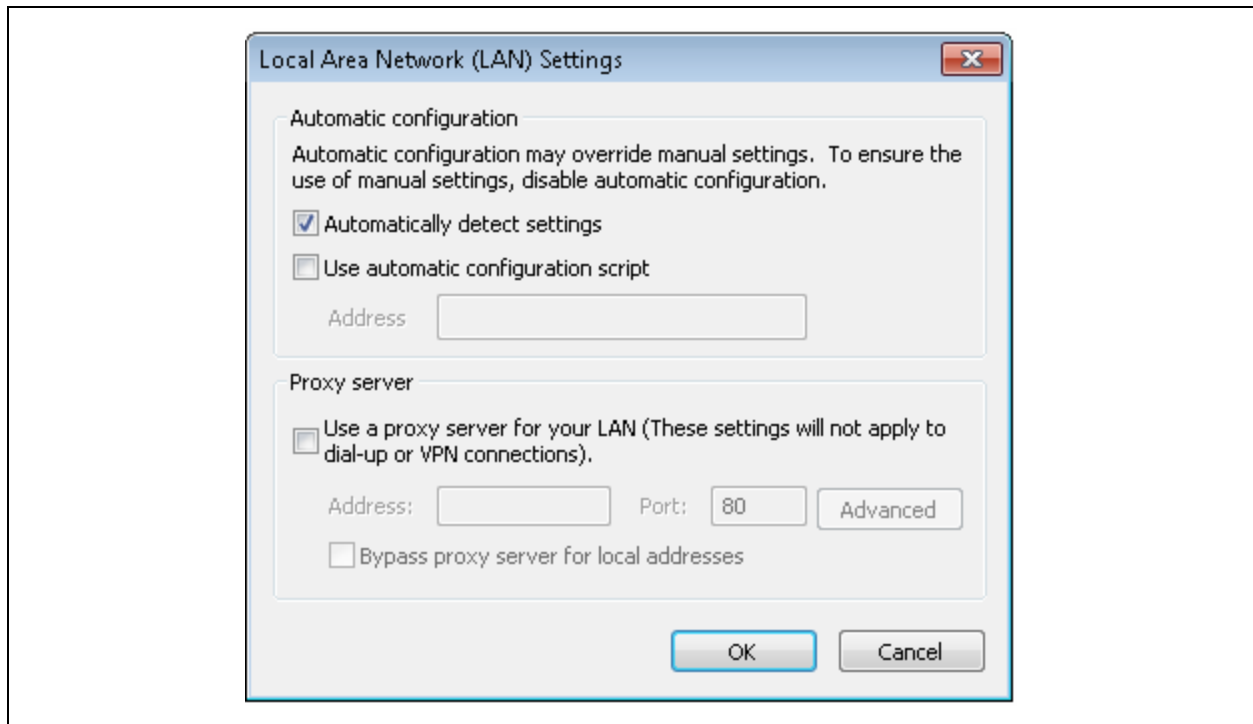 Local Area Network (LAN) Settings
Automatic configuration
Automatic configuration may override manual settings.  To ensure the
use of manual settings, disable automatic configuration.
Automatically detect settings
Use automatic configuration script
Address
Proxy server
Use a proxy server for your LAN (These settings will not apply to
dial-up or VPN connections).
Address: Port: 80 Advanced
Bypass proxy server for local addresses
OK Cancel